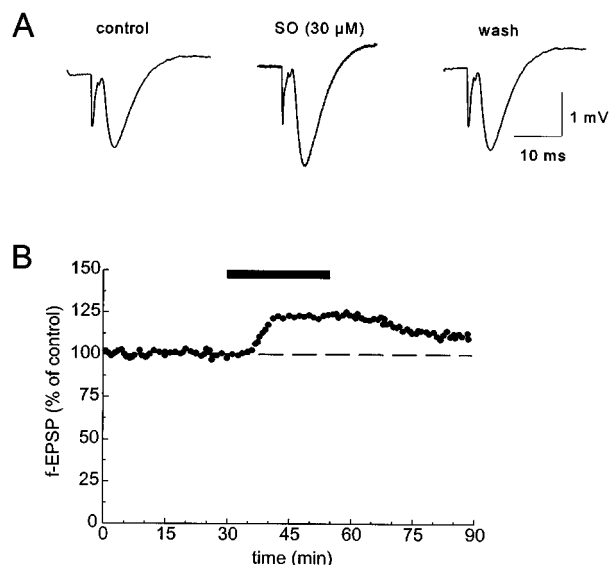 A
control
SO (30 µM)
wash
1 mV
10 ms
B
150
125
100
75
50
25
0
f-EPSP (% of control)
0
15
30
45
60
75
90
time (min)